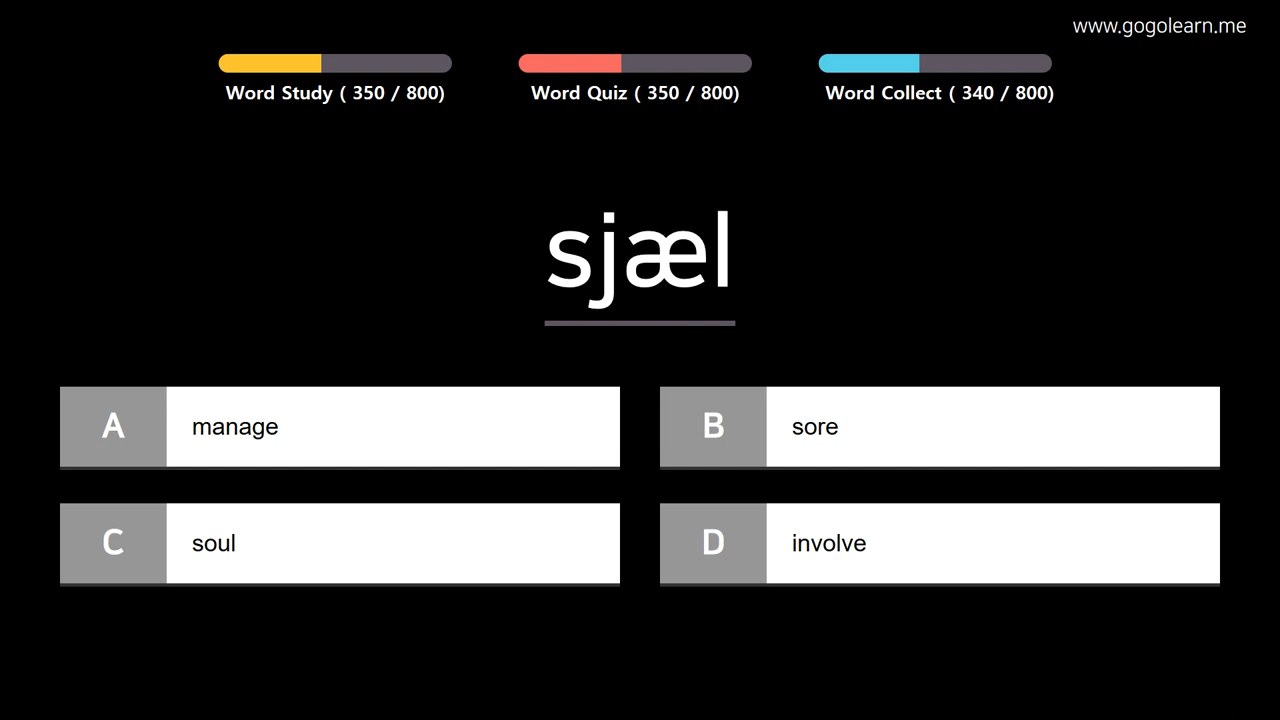 www.gogolearn.me
Word Study ( 350 / 800)
Word Quiz ( 350 / 800)
Word Collect ( 340 / 800)
sjæl
A manage
B sore
C soul
D involve